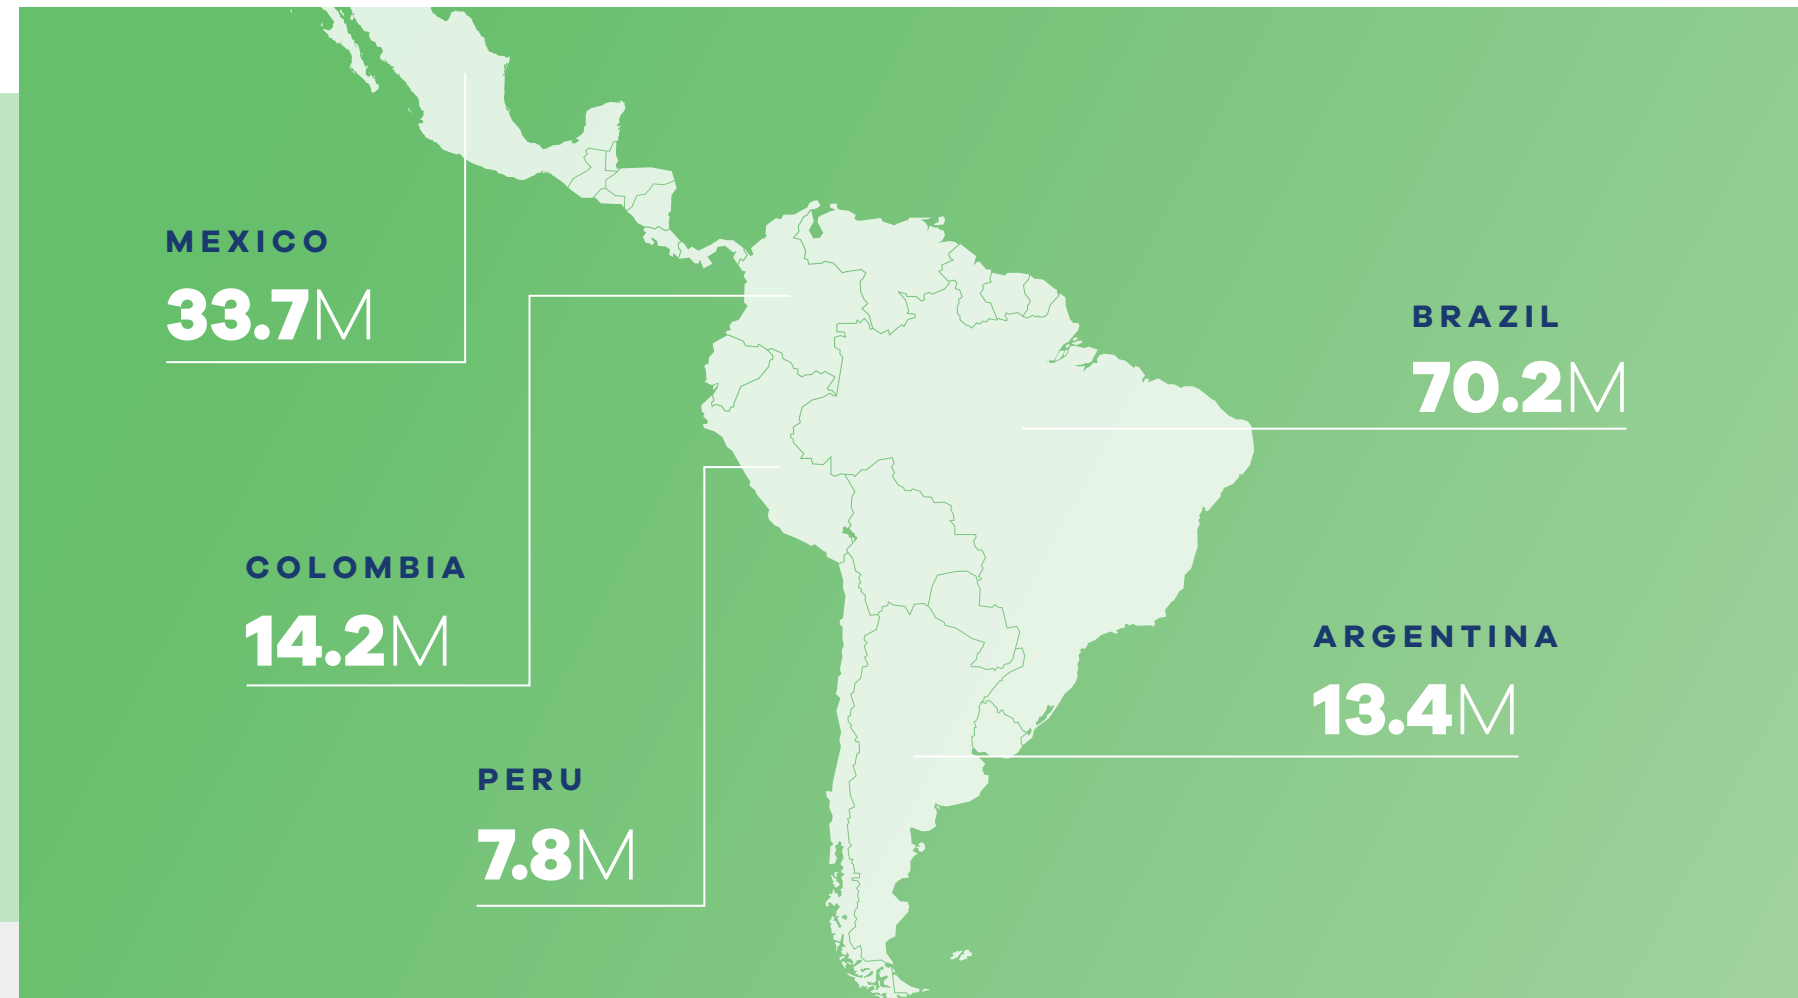 MEXICO
33.7M
BRAZIL
70.2M
COLOMBIA
14.2M
ARGENTINA
13.4M
PERU
7.8M